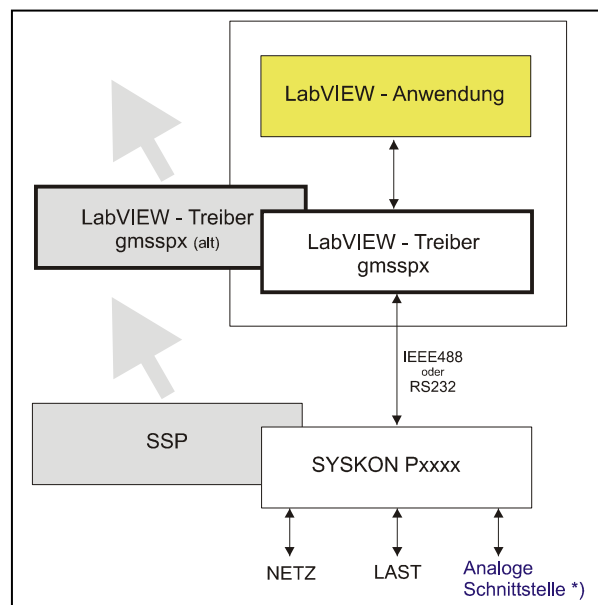 LabVIEW - Anwendung
LabVIEW - Treiber
gmsspx (alt)
LabVIEW - Treiber
gmsspx
IEEE488
oder
RS232
SSP
SYSKON Pxxxx
NETZ
LAST
Analoge
Schnittstelle *)